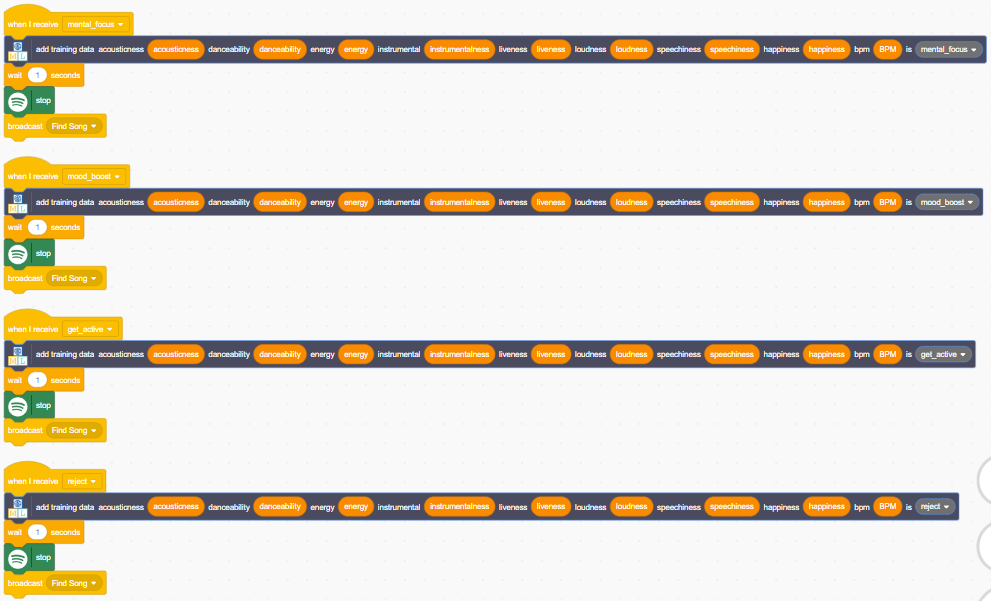 when I receive mental_focus
add training data acousticness acousticness danceability danceability energy energy instrumental instrumentalness liveness liveness loudness loudness speechiness speechiness happiness happiness bpm BPM is mental_focus
wait 1 seconds
stop
broadcast Find Song
when I receive mood_boost
add training data acousticness acousticness danceability danceability energy energy instrumental instrumentalness liveness liveness loudness loudness speechiness speechiness happiness happiness bpm BPM is mood_boost
wait 1 seconds
stop
broadcast Find Song
when I receive get_active
add training data acousticness acousticness danceability danceability energy energy instrumental instrumentalness liveness liveness loudness loudness speechiness speechiness happiness happiness bpm BPM is get_active
wait 1 seconds
stop
broadcast Find Song
when I receive reject
add training data acousticness acousticness danceability danceability energy energy instrumental instrumentalness liveness liveness loudness loudness speechiness speechiness happiness happiness bpm BPM is reject
wait 1 seconds
stop
broadcast Find Song